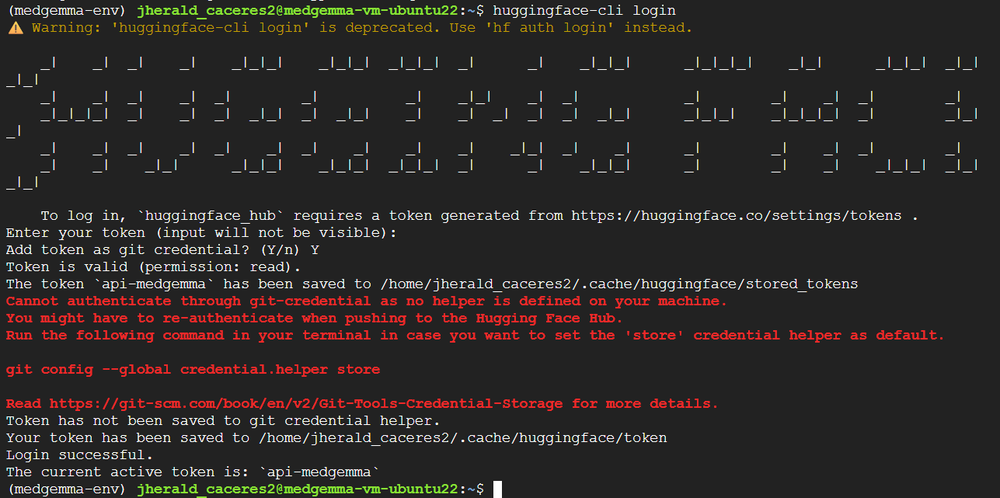 (medgemma-env) jherald_caceres2@medgemma-vm-ubuntu22:~$ huggingface-cli login
⚠️ Warning: 'huggingface-cli login' is deprecated. Use 'hf auth login' instead.
    _|    _|  _|    _|    _|_|_|    _|_|_|  _|_|_|  _|      _|    _|_|_|      _|_|_|_|    _|_|      _|_|_|  _|_|
_|_|
    _|    _|  _|    _|  _|        _|          _|    _|_|    _|  _|            _|        _|    _|  _|        _|
    _|_|_|_|  _|    _|  _|  _|_|  _|  _|_|    _|    _|  _|  _|  _|  _|_|      _|_|_|    _|_|_|_|  _|        _|_|
_|
    _|    _|  _|    _|  _|    _|  _|    _|    _|    _|    _|_|  _|    _|      _|        _|    _|  _|        _|
    _|    _|    _|_|      _|_|_|    _|_|_|  _|_|_|  _|      _|    _|_|_|      _|        _|    _|    _|_|_|  _|_|
_|_|
To log in, `huggingface_hub` requires a token generated from https://huggingface.co/settings/tokens .
Enter your token (input will not be visible):
Add token as git credential? (Y/n) Y
Token is valid (permission: read).
The token `api-medgemma` has been saved to /home/jherald_caceres2/.cache/huggingface/stored_tokens
Cannot authenticate through git-credential as no helper is defined on your machine.
You might have to re-authenticate when pushing to the Hugging Face Hub.
Run the following command in your terminal in case you want to set the 'store' credential helper as default.
git config --global credential.helper store
Read https://git-scm.com/book/en/v2/Git-Tools-Credential-Storage for more details.
Token has not been saved to git credential helper.
Your token has been saved to /home/jherald_caceres2/.cache/huggingface/token
Login successful.
The current active token is: `api-medgemma`
(medgemma-env) jherald_caceres2@medgemma-vm-ubuntu22:~$